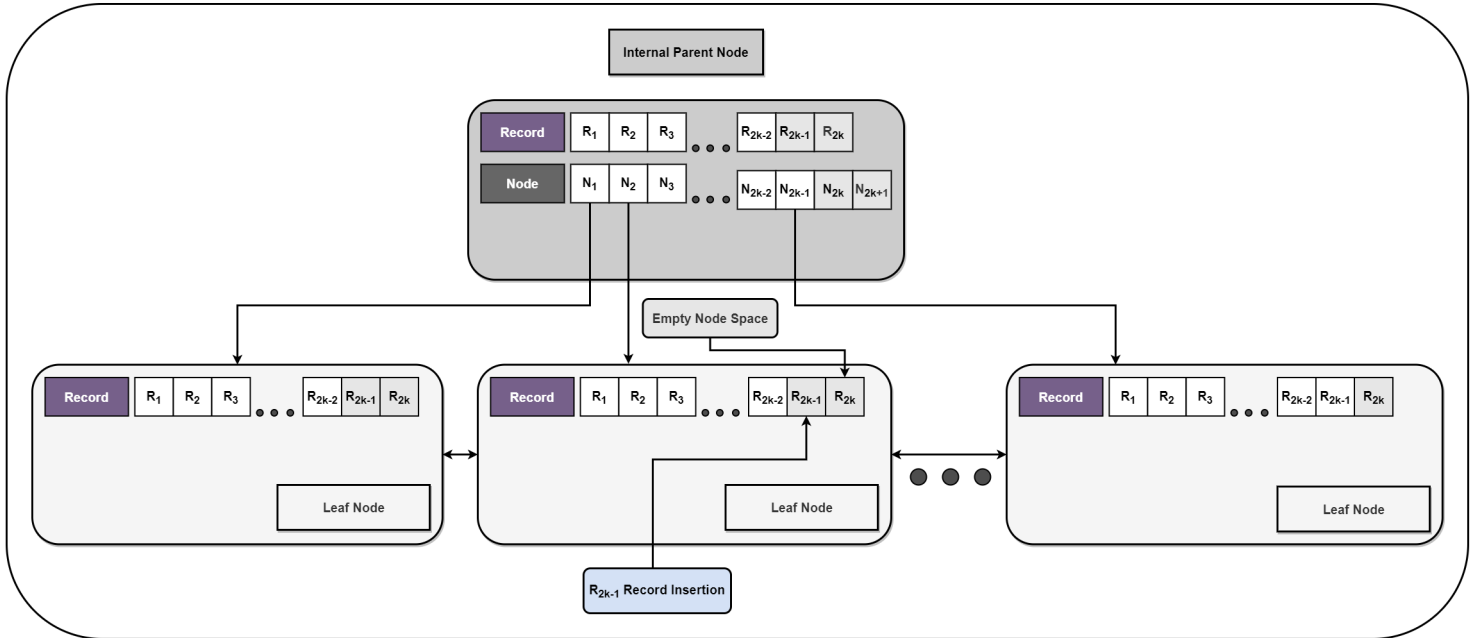 Internal Parent Node
Record R1 R2 R3 R2k-2 R2k-1 R2k
Node N1 N2 N3 N2k-2 N2k-1 N2k N2k+1
Empty Node Space
Record R1 R2 R3 R2k-2 R2k-1 R2k
Record R1 R2 R3 R2k-2 R2k-1 R2k
Record R1 R2 R3 R2k-2 R2k-1 R2k
Leaf Node
Leaf Node
Leaf Node
R2k-1 Record Insertion